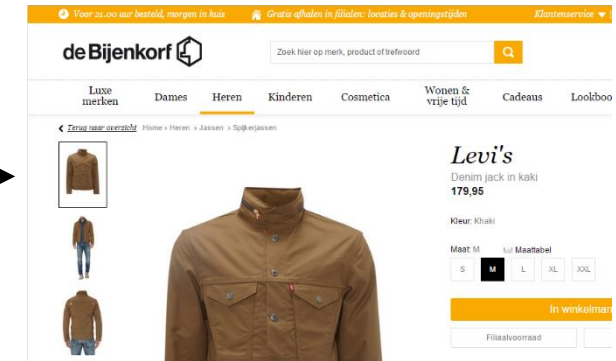 Voor 21.00 uur besteld, morgen in huis Gratis afhalen in filialen: locaties & openingstijden Klantenservice
de Bijenkorf
Zoek hier op merk, product of trefwoord
Luxe merken Dames Heren Kinderen Cosmetica Wonen & vrije tijd Cadeaus Lookboo
Terug naar overzicht Home > Heren > Jassen > Spijkerjassen
Levi's
Denim jack in kaki
179,95
Kleur: Khaki
Maat: M Maattabel
S M L XL XXL
In winkelman
Filiaalvoorraad